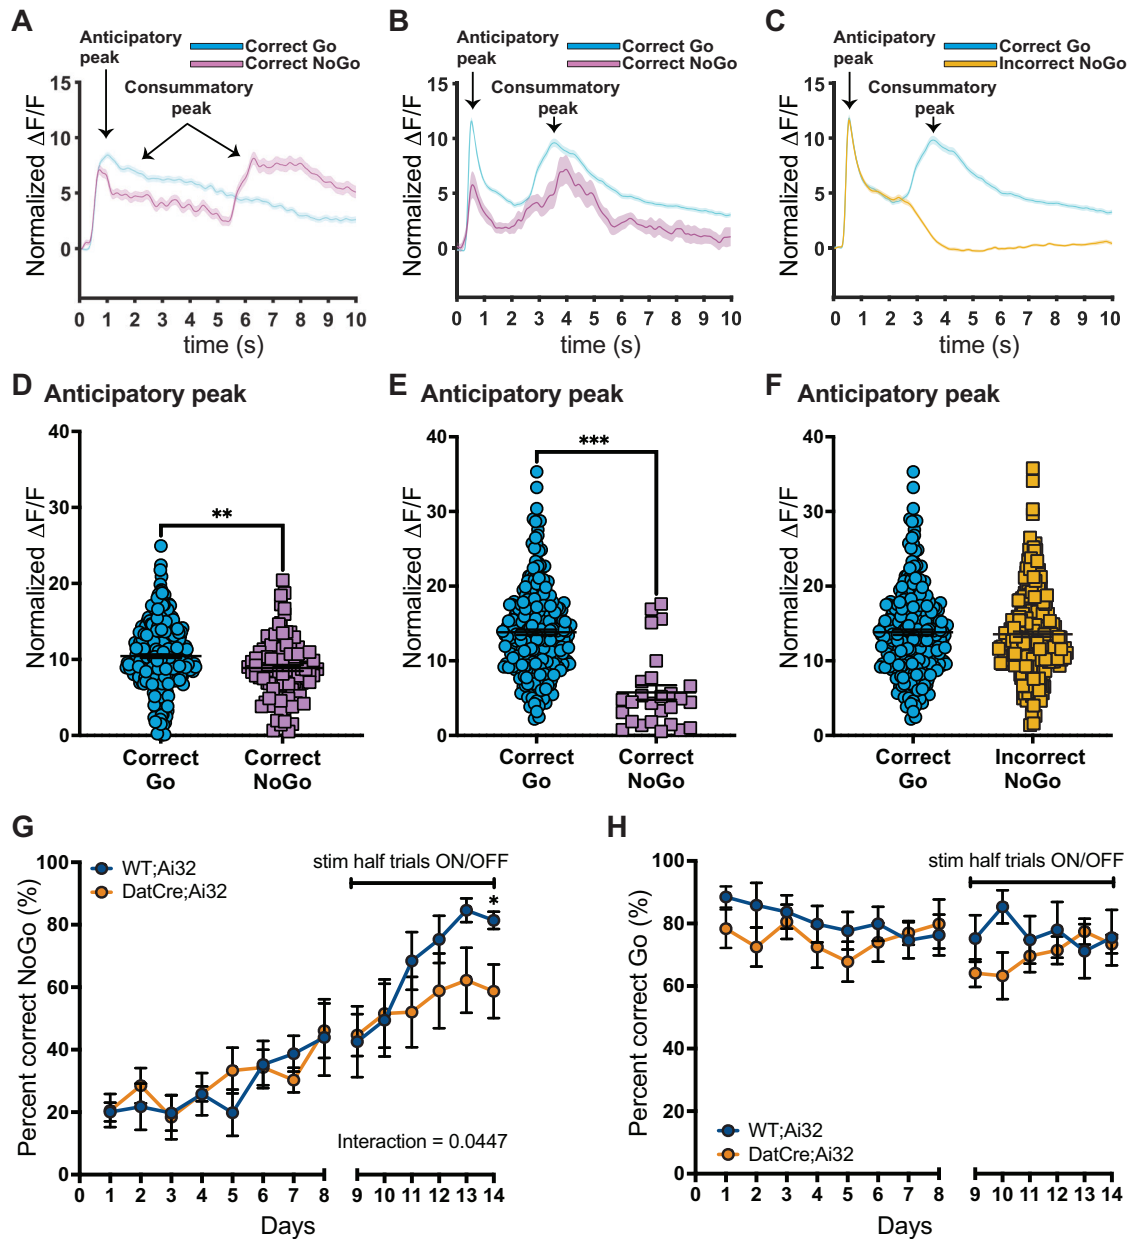 A
Anticipatory
peak
Correct Go
Correct NoGo
Consummatory
peak
Normalized ΔF/F
15
10
5
0
0 1 2 3 4 5 6 7 8 9 10
time (s)
B
Anticipatory
peak
Correct Go
Correct NoGo
Consummatory
peak
Normalized ΔF/F
15
10
5
0
0 1 2 3 4 5 6 7 8 9 10
time (s)
C
Anticipatory
peak
Correct Go
Incorrect NoGo
Consummatory
peak
Normalized ΔF/F
15
10
5
0
0 1 2 3 4 5 6 7 8 9 10
time (s)
D Anticipatory peak
Normalized ΔF/F
40
30
20
10
0
**
Correct
Go
Correct
NoGo
E Anticipatory peak
Normalized ΔF/F
40
30
20
10
0
***
Correct
Go
Correct
NoGo
F Anticipatory peak
Normalized ΔF/F
40
30
20
10
0
Correct
Go
Incorrect
NoGo
G
Percent correct NoGo (%)
100
80
60
40
20
0
WT;Ai32
DatCre;Ai32
stim half trials ON/OFF
*
Interaction = 0.0447
0 1 2 3 4 5 6 7 8 9 10 11 12 13 14
Days
H
Percent correct Go (%)
100
80
60
40
20
0
stim half trials ON/OFF
WT;Ai32
DatCre;Ai32
0 1 2 3 4 5 6 7 8 9 10 11 12 13 14
Days